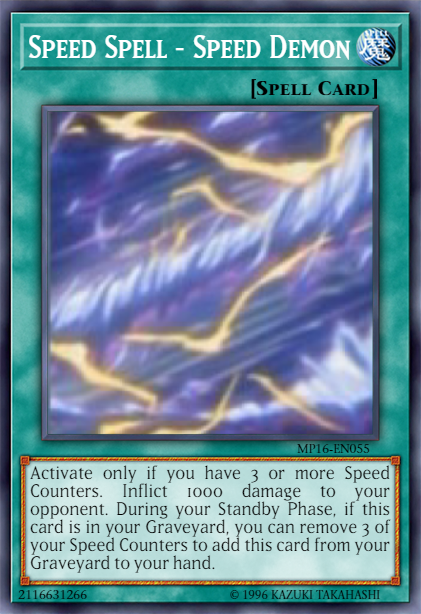 Speed Spell - Speed Demon
魔
[Spell Card]
MP16-EN055
Activate only if you have 3 or more Speed
Counters. Inflict 1000 damage to your
opponent. During your Standby Phase, if this
card is in your Graveyard, you can remove 3 of
your Speed Counters to add this card from your
Graveyard to your hand.
2116631266
© 1996 KAZUKI TAKAHASHI